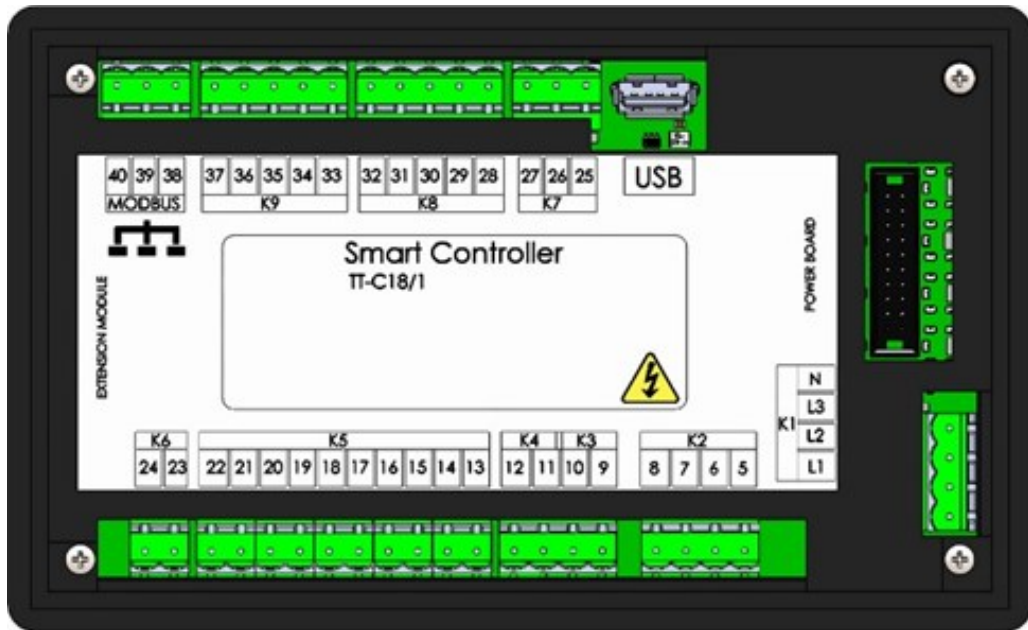 40 39 38 37 36 35 34 33 32 31 30 29 28 27 26 25 USB
MODBUS K9 K8 K7
Smart Controller
TT-C18/1
EXTENSION MODULE
POWER BOARD
K1
N
L3
L2
L1
K6 K5 K4 K3 K2
24 23 22 21 20 19 18 17 16 15 14 13 12 11 10 9 8 7 6 5